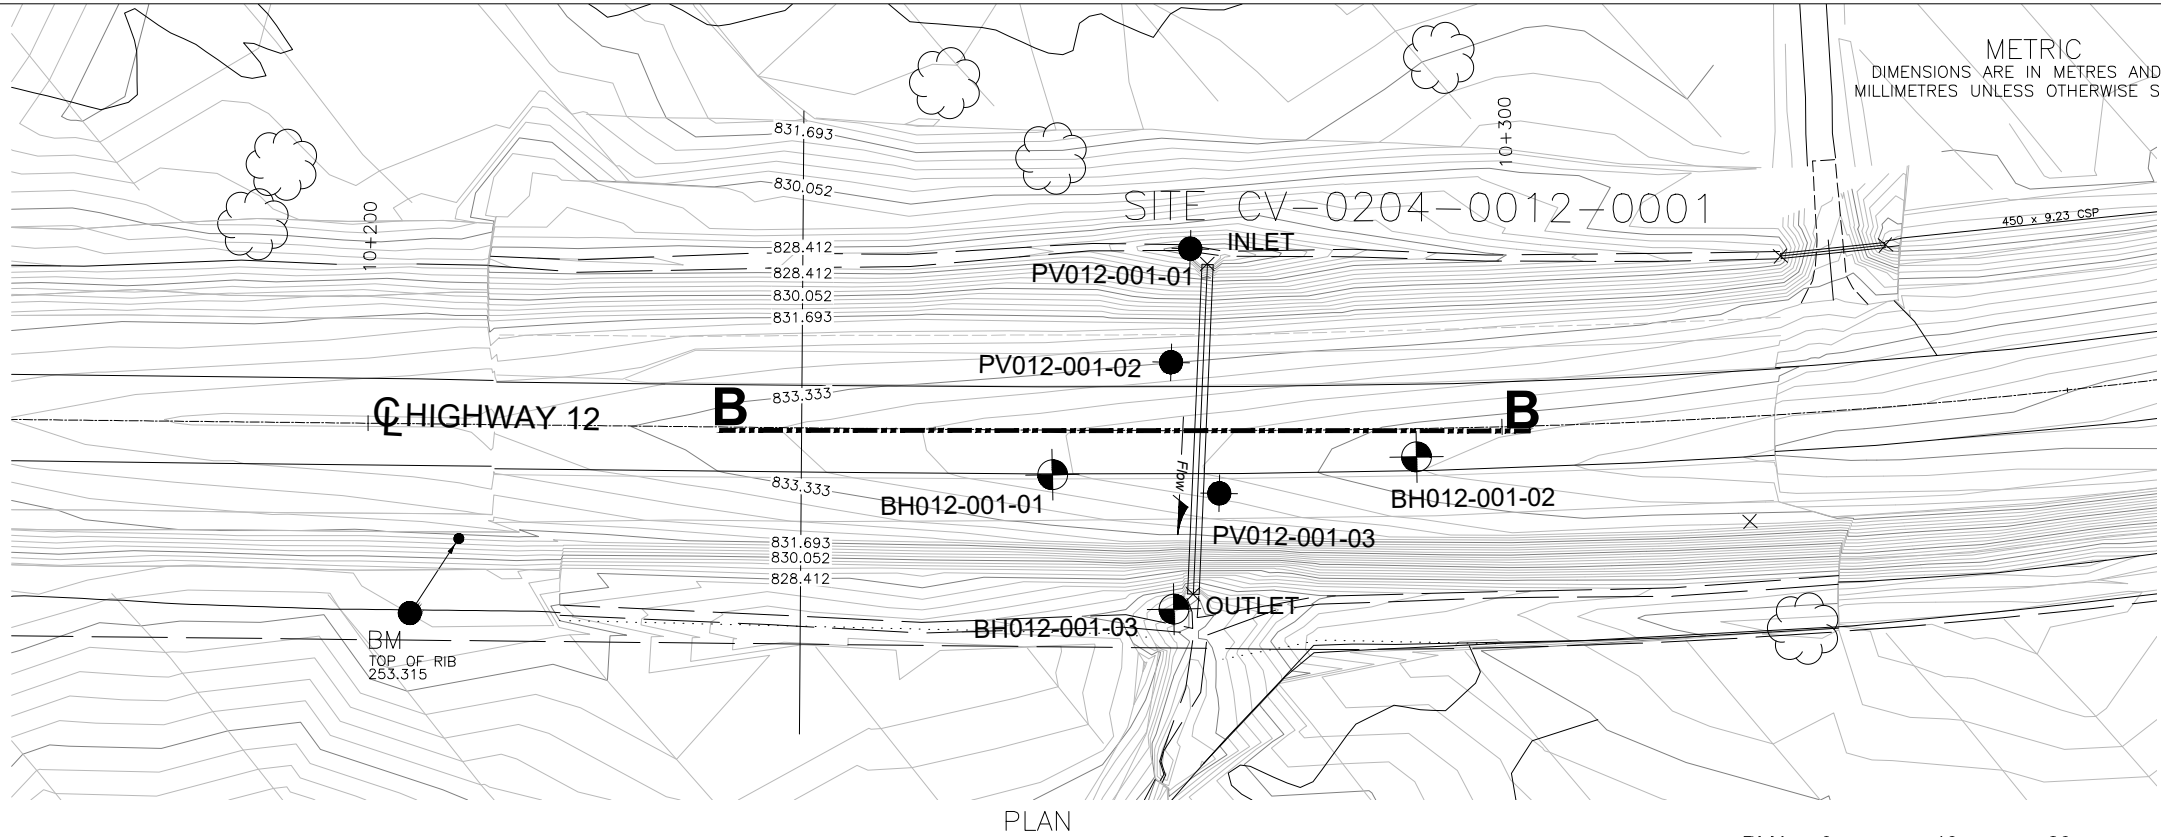 METRIC
DIMENSIONS ARE IN METRES AND
MILLIMETRES UNLESS OTHERWISE S
831.693
10+300
830.052
SITE CV-0204-0012-0001
10+200
450 x 9.23 CSP
828.412
INLET
828.412
PV012-001-01
830.052
831.693
PV012-001-02
833.333
B
B
℄ HIGHWAY 12
Flow
833.333
BH012-001-01
BH012-001-02
PV012-001-03
831.693
830.052
828.412
OUTLET
BH012-001-03
BM
TOP OF RIB
253.315
PLAN